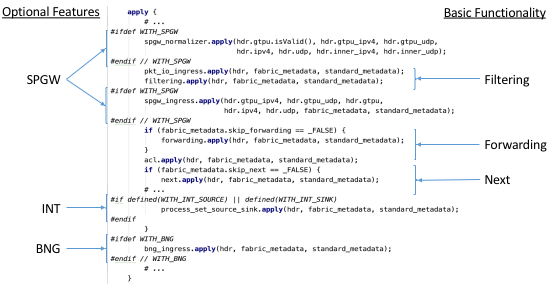 Optional Features
Basic Functionality
apply {
# ...
#ifdef WITH_SPGW
spgw_normalizer.apply(hdr.gtpu.isValid(), hdr.gtpu_ipv4, hdr.gtpu_udp,
hdr.ipv4, hdr.udp, hdr.inner_ipv4, hdr.inner_udp);
#endif // WITH_SPGW
pkt_io_ingress.apply(hdr, fabric_metadata, standard_metadata);
filtering.apply(hdr, fabric_metadata, standard_metadata);
#ifdef WITH_SPGW
spgw_ingress.apply(hdr.gtpu_ipv4, hdr.gtpu_udp, hdr.gtpu,
hdr.ipv4, hdr.udp, fabric_metadata, standard_metadata);
#endif // WITH_SPGW
if (fabric_metadata.skip_forwarding == _FALSE) {
forwarding.apply(hdr, fabric_metadata, standard_metadata);
}
acl.apply(hdr, fabric_metadata, standard_metadata);
if (fabric_metadata.skip_next == _FALSE) {
next.apply(hdr, fabric_metadata, standard_metadata);
# ...
#if defined(WITH_INT_SOURCE) || defined(WITH_INT_SINK)
process_set_source_sink.apply(hdr, fabric_metadata, standard_metadata);
#endif
}
#ifdef WITH_BNG
bng_ingress.apply(hdr, fabric_metadata, standard_metadata);
#endif // WITH_BNG
# ...
}
SPGW
INT
BNG
Filtering
Forwarding
Next